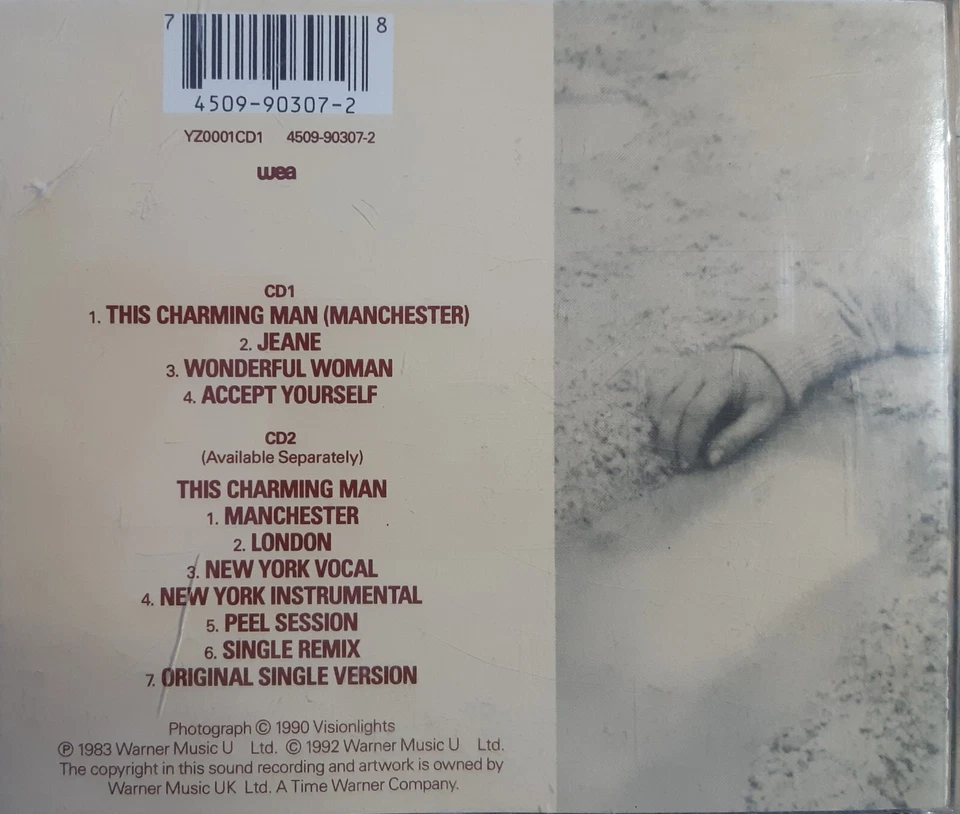 7 8
4509-90307-2
YZ0001CD1 4509-90307-2
wea
CD1
1. THIS CHARMING MAN (MANCHESTER)
2. JEANE
3. WONDERFUL WOMAN
4. ACCEPT YOURSELF
CD2
(Available Separately)
THIS CHARMING MAN
1. MANCHESTER
2. LONDON
3. NEW YORK VOCAL
4. NEW YORK INSTRUMENTAL
5. PEEL SESSION
6. SINGLE REMIX
7. ORIGINAL SINGLE VERSION
Photograph © 1990 Visionlights
℗ 1983 Warner Music U Ltd. © 1992 Warner Music U Ltd.
The copyright in this sound recording and artwork is owned by
Warner Music UK Ltd. A Time Warner Company.